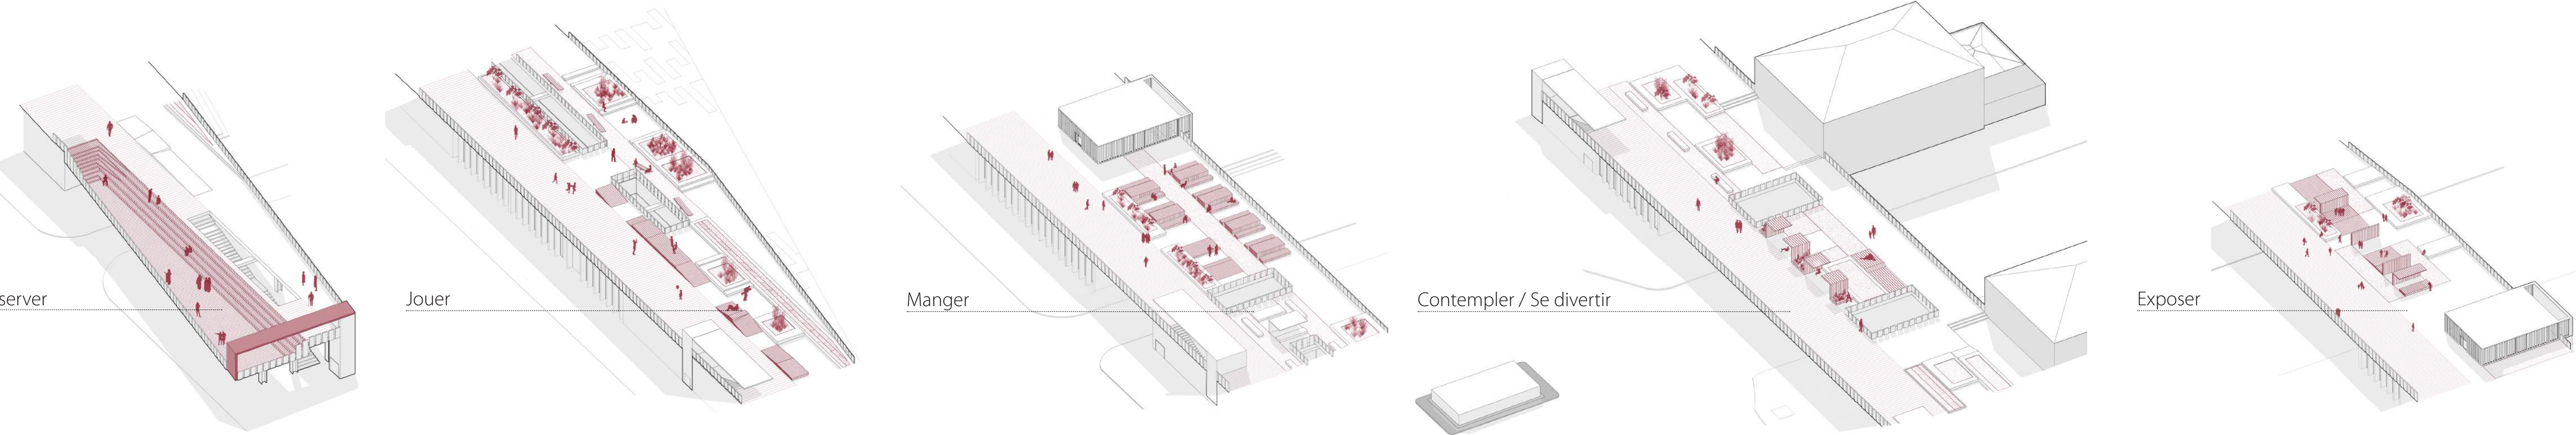 server
Jouer
Manger
Contempler / Se divertir
Exposer